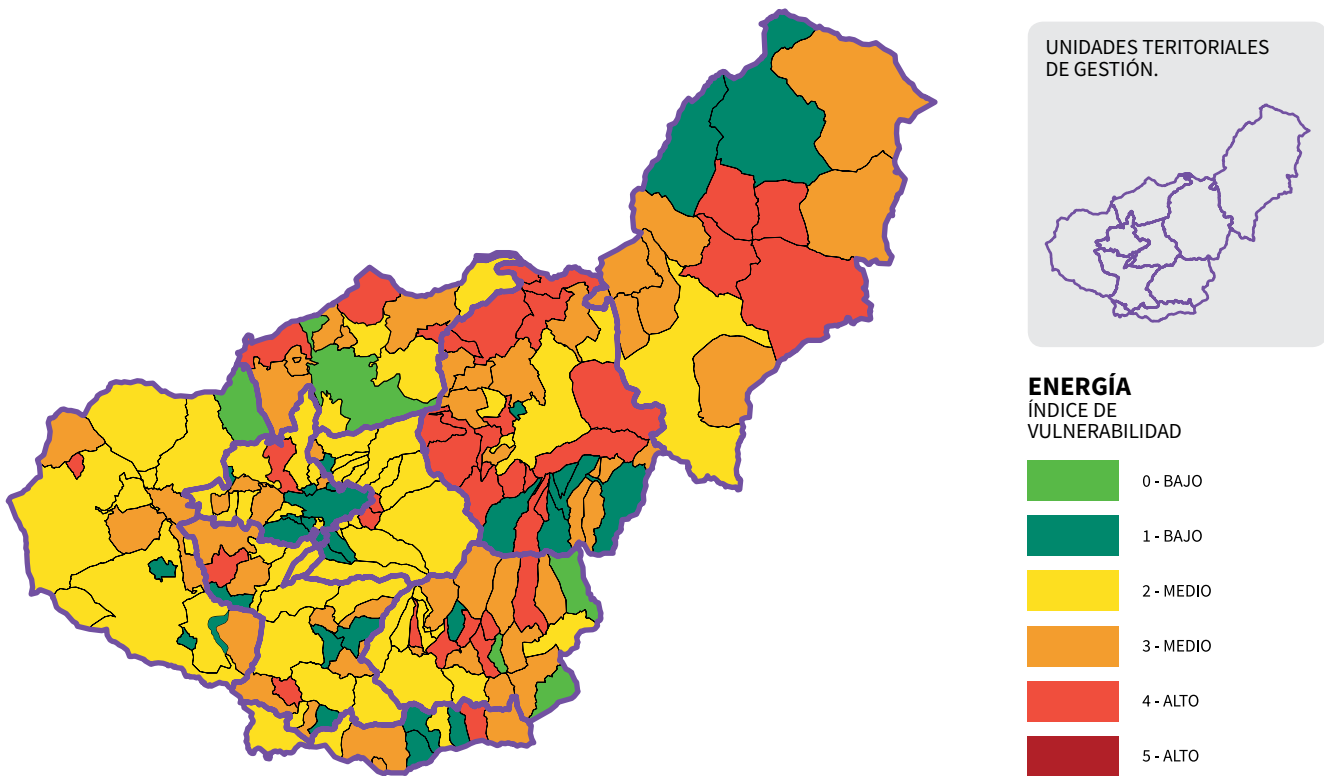 UNIDADES TERITORIALES
DE GESTIÓN.
ENERGÍA
ÍNDICE DE
VULNERABILIDAD
0 - BAJO
1 - BAJO
2 - MEDIO
3 - MEDIO
4 - ALTO
5 - ALTO